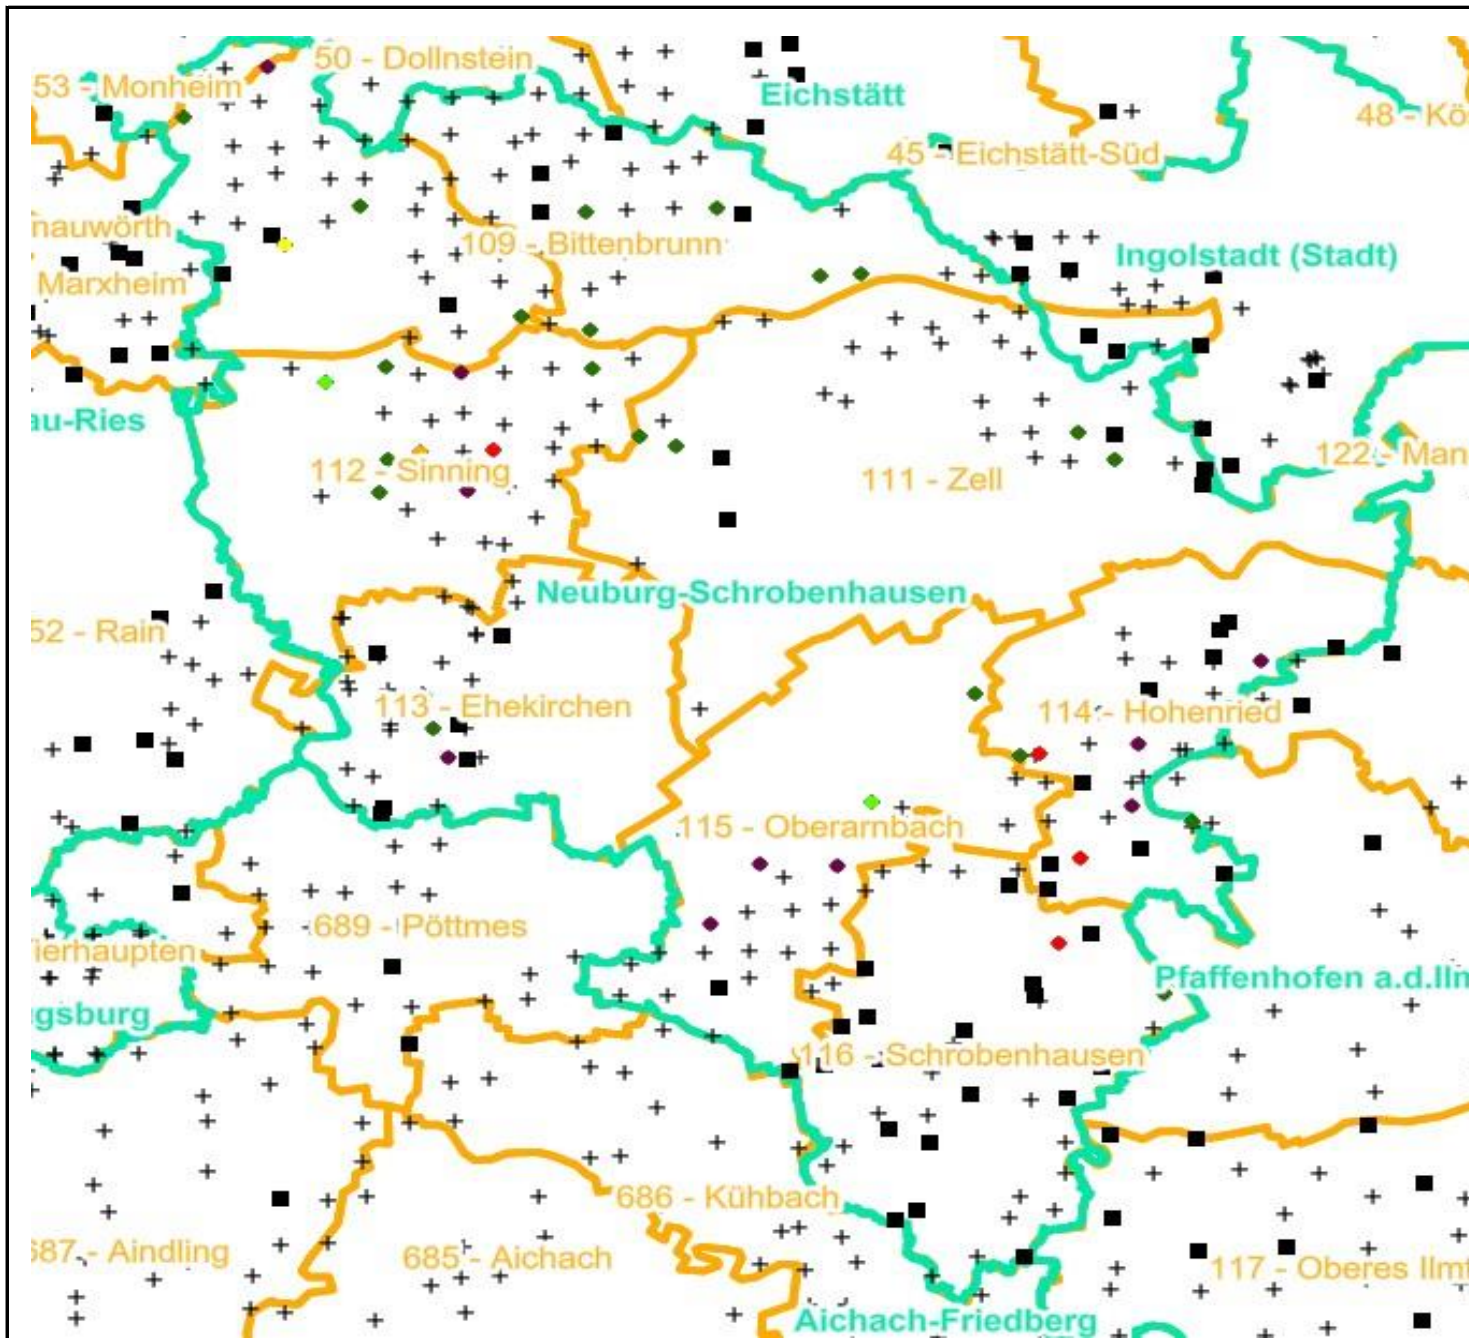 50 - Dollnstein
53 - Monheim
Eichstätt
48 - Kö
45 - Eichstätt-Süd
nauwörth
109 - Bittenbrunn
Ingolstadt (Stadt)
Marxheim
au-Ries
122 - Man
112 - Sinning
111 - Zell
Neuburg-Schrobenhausen
52 - Rain
113 - Ehekirchen
114 - Hohenried
115 - Oberarnbach
689 - Pöttmes
ierhaupten
Pfaffenhofen a.d.Ilm
gsburg
116 - Schrobenhausen
686 - Kühbach
687 - Aindling
685 - Aichach
117 - Oberes Ilmt
Aichach-Friedberg